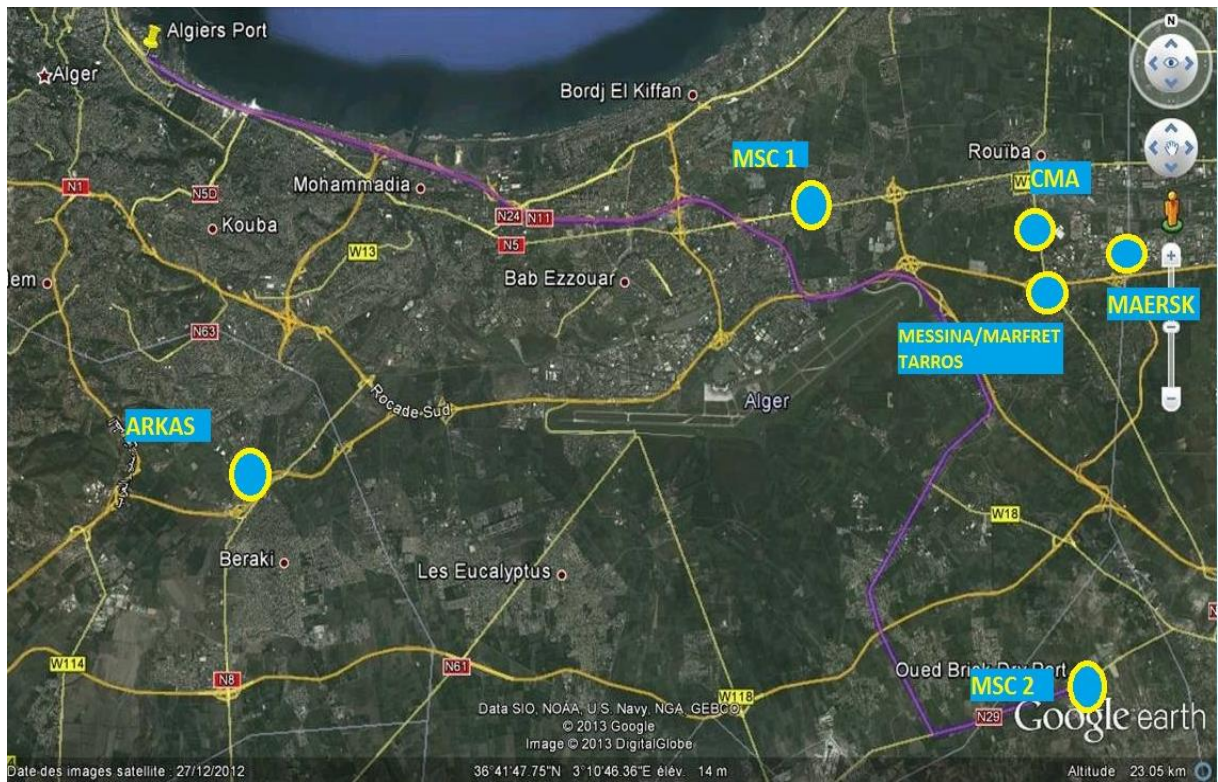 Algiers Port
N
Alger
Bordj El Kiffan
MSC 1
Rouïba
CMA
N1
N5D
Mohammadia
N24
N11
Kouba
N5
W13
Bab Ezzouar
MAERSK
N63
MESSINA/MARFRET
TARROS
ITE
Rocade Sud
Alger
ARKAS
W18
Beraki
Les Eucalyptus
W114
N8
N61
W118
Oued Brick Dry Port
MSC 2
N29
Google earth
Data SIO, NOAA, U.S. Navy, NGA, GEBCO
© 2013 Google
Image © 2013 DigitalGlobe
Date des images satellite : 27/12/2012
36°41'47.75"N 3°10'46.36"E élév. 14 m
Altitude 23.05 km